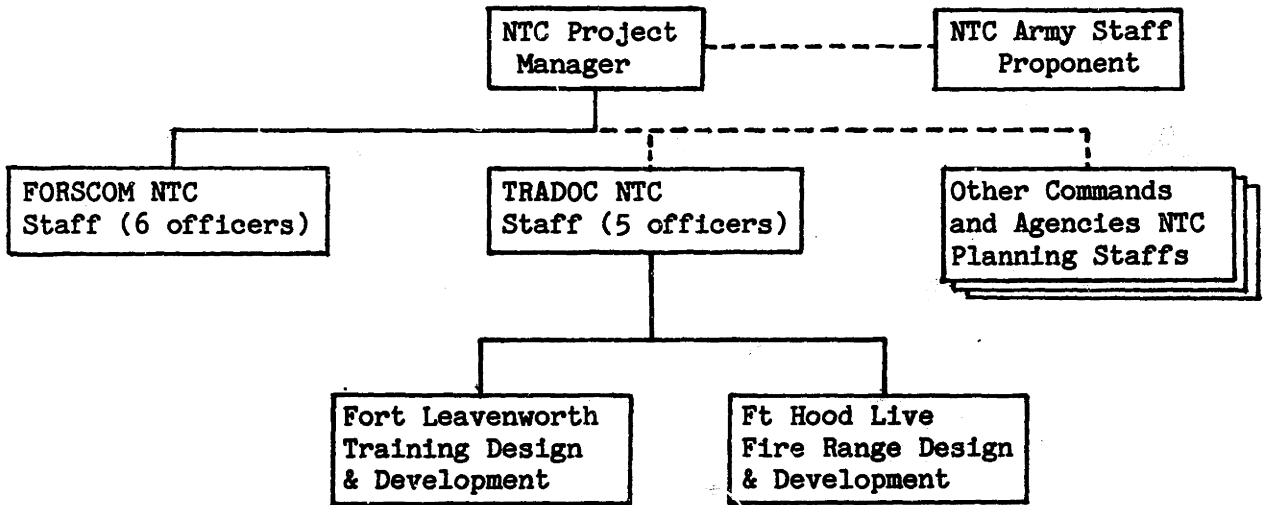 NTC Project
Manager
NTC Army Staff
Proponent
FORSCOM NTC
Staff (6 officers)
TRADOC NTC
Staff (5 officers)
Other Commands
and Agencies NTC
Planning Staffs
Fort Leavenworth
Training Design
& Development
Ft Hood Live
Fire Range Design
& Development